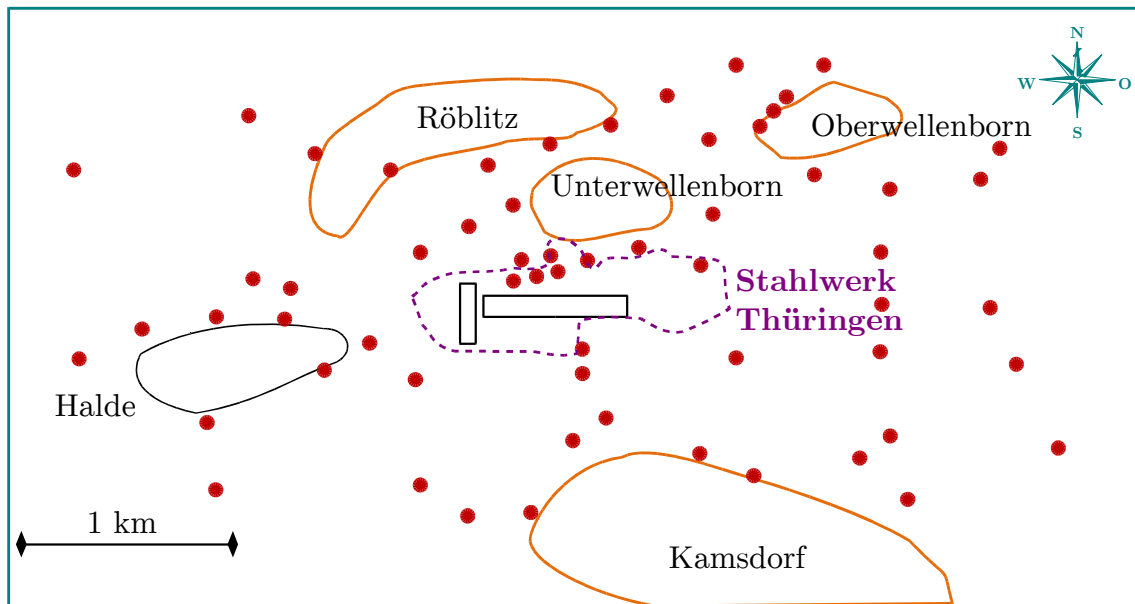 N
W
O
S
Röblitz
Oberwellenborn
Unterwellenborn
Stahlwerk
Thüringen
Halde
1 km
Kamsdorf